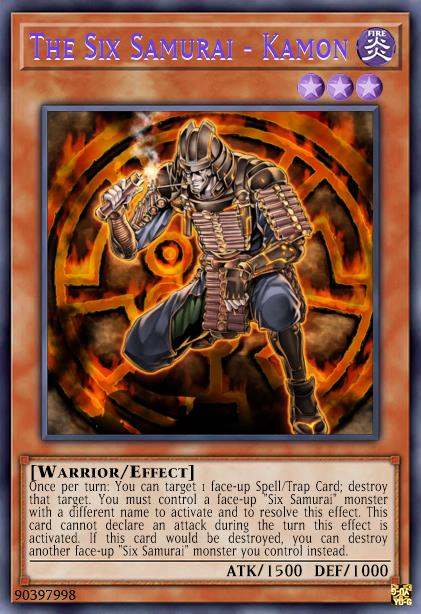 The Six Samurai - Kamon
FIRE
炎
[Warrior/Effect]
Once per turn: You can target 1 face-up Spell/Trap Card; destroy
that target. You must control a face-up "Six Samurai" monster
with a different name to activate and to resolve this effect. This
card cannot declare an attack during the turn this effect is
activated. If this card would be destroyed, you can destroy
another face-up "Six Samurai" monster you control instead.
ATK/1500 DEF/1000
90397998